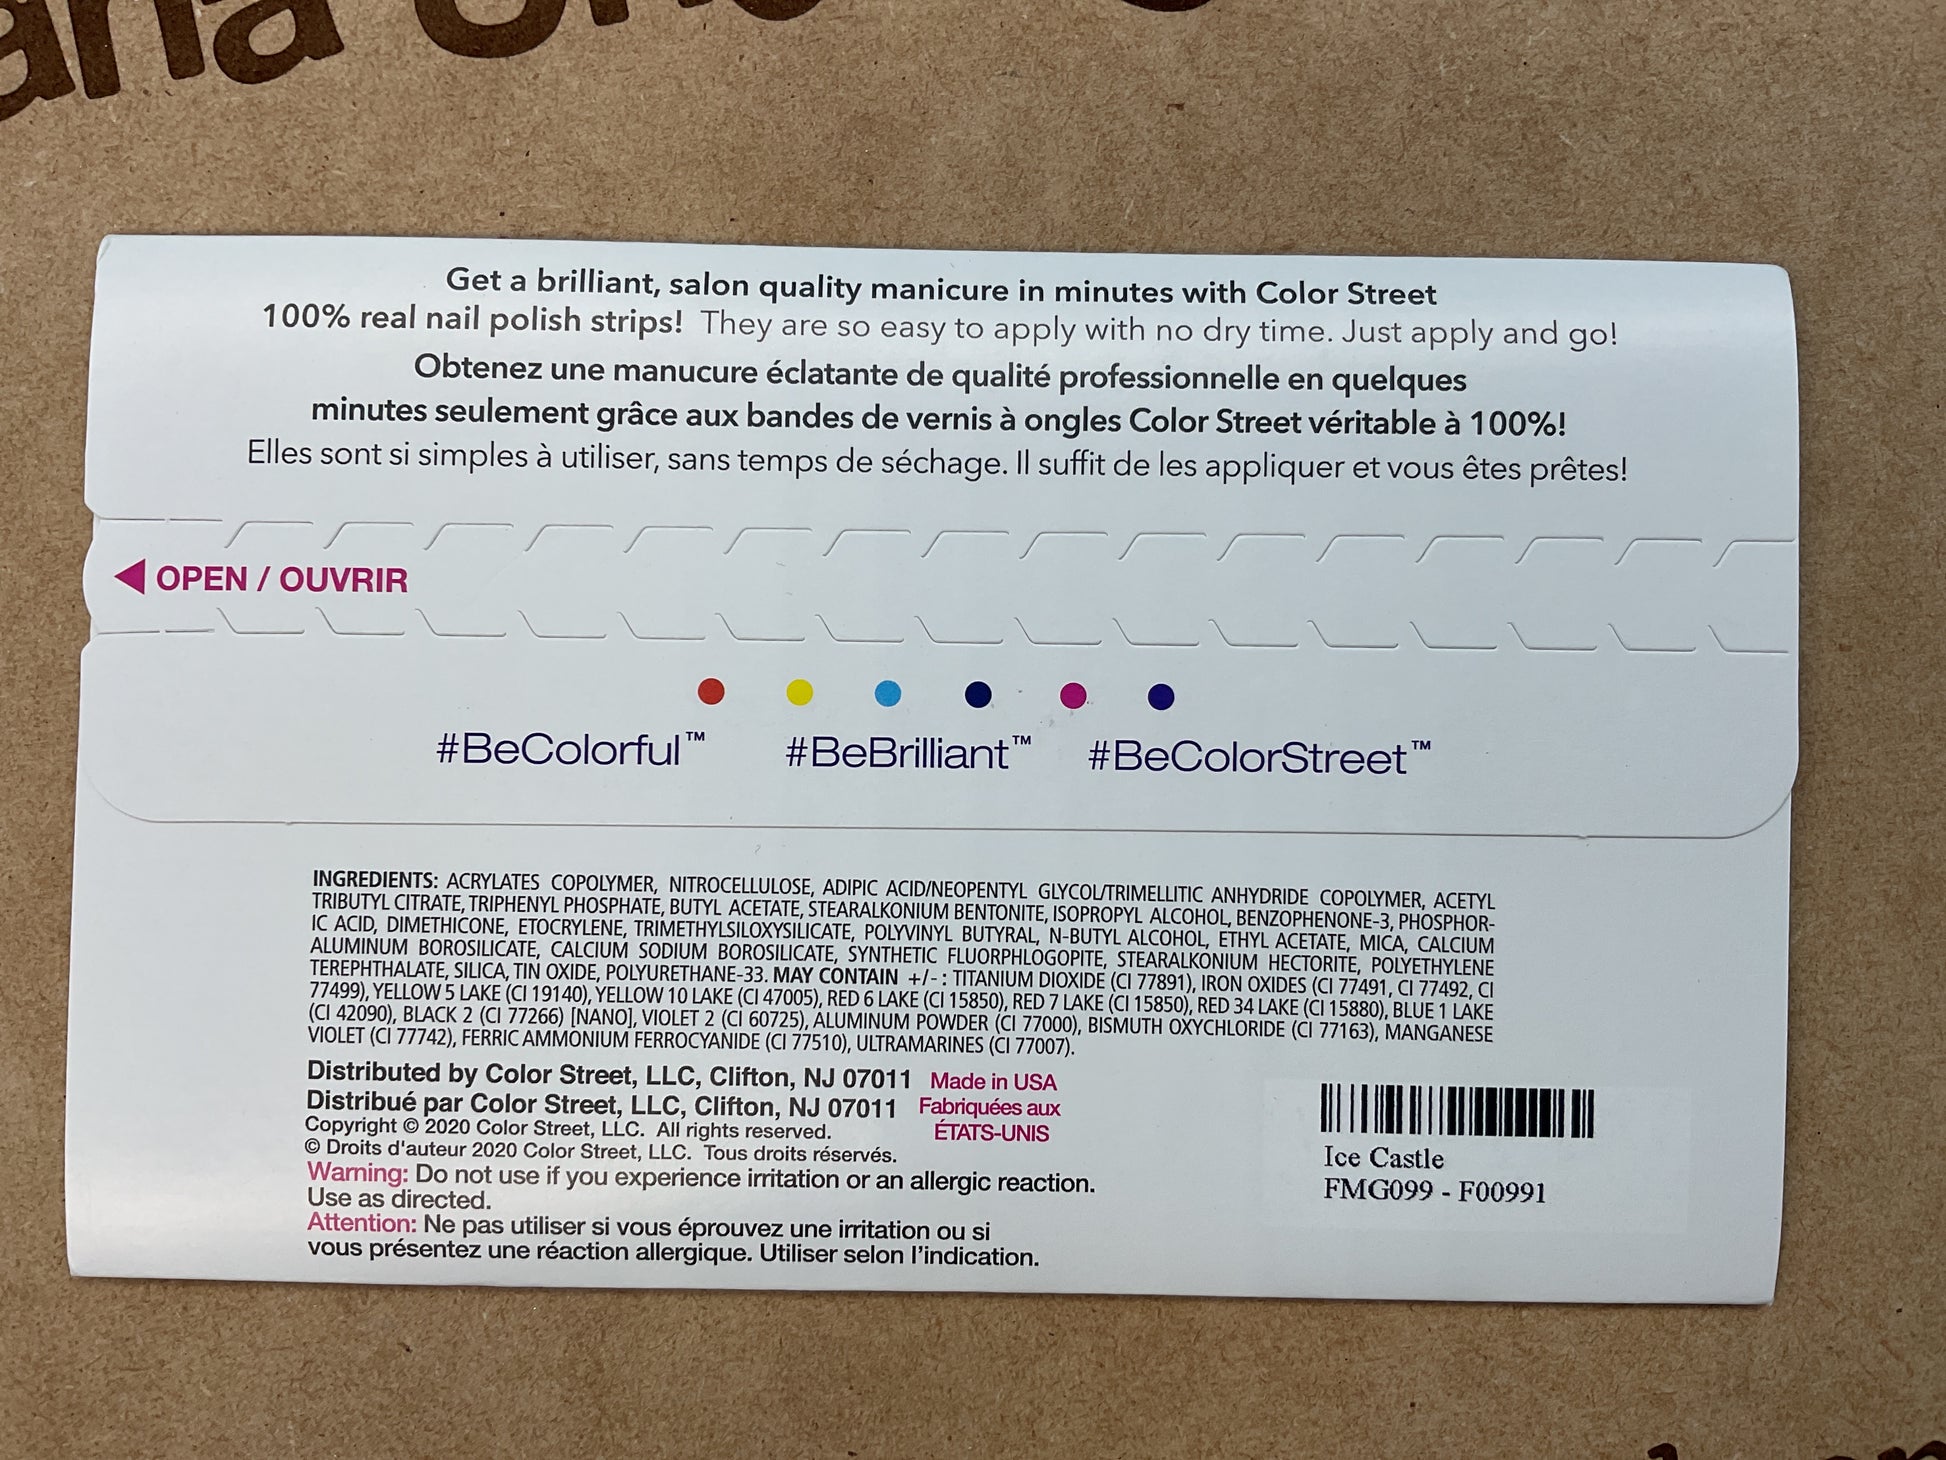 Get a brilliant, salon quality manicure in minutes with Color Street
100% real nail polish strips! They are so easy to apply with no dry time. Just apply and go!
Obtenez une manucure éclatante de qualité professionnelle en quelques
minutes seulement grâce aux bandes de vernis à ongles Color Street véritable à 100%!
Elles sont si simples à utiliser, sans temps de séchage. Il suffit de les appliquer et vous êtes prêtes!
OPEN / OUVRIR
#BeColorful™ #BeBrilliant™ #BeColorStreet™
INGREDIENTS: ACRYLATES COPOLYMER, NITROCELLULOSE, ADIPIC ACID/NEOPENTYL GLYCOL/TRIMELLITIC ANHYDRIDE COPOLYMER, ACETYL
TRIBUTYL CITRATE, TRIPHENYL PHOSPHATE, BUTYL ACETATE, STEARALKONIUM BENTONITE, ISOPROPYL ALCOHOL, BENZOPHENONE-3, PHOSPHOR-
IC ACID, DIMETHICONE, ETOCRYLENE, TRIMETHYLSILOXYSILICATE, POLYVINYL BUTYRAL, N-BUTYL ALCOHOL, ETHYL ACETATE, MICA, CALCIUM
ALUMINUM BOROSILICATE, CALCIUM SODIUM BOROSILICATE, SYNTHETIC FLUORPHLOGOPITE, STEARALKONIUM HECTORITE, POLYETHYLENE
TEREPHTHALATE, SILICA, TIN OXIDE, POLYURETHANE-33. MAY CONTAIN +/- : TITANIUM DIOXIDE (CI 77891), IRON OXIDES (CI 77491, CI 77492, CI
77499), YELLOW 5 LAKE (CI 19140), YELLOW 10 LAKE (CI 47005), RED 6 LAKE (CI 15850), RED 7 LAKE (CI 15850), RED 34 LAKE (CI 15880), BLUE 1 LAKE
(CI 42090), BLACK 2 (CI 77266) [NANO], VIOLET 2 (CI 60725), ALUMINUM POWDER (CI 77000), BISMUTH OXYCHLORIDE (CI 77163), MANGANESE
VIOLET (CI 77742), FERRIC AMMONIUM FERROCYANIDE (CI 77510), ULTRAMARINES (CI 77007).
Distributed by Color Street, LLC, Clifton, NJ 07011
Distribué par Color Street, LLC, Clifton, NJ 07011
Made in USA
Fabriquées aux
ÉTATS-UNIS
Copyright © 2020 Color Street, LLC. All rights reserved.
© Droits d'auteur 2020 Color Street, LLC. Tous droits réservés.
Warning: Do not use if you experience irritation or an allergic reaction.
Use as directed.
Attention: Ne pas utiliser si vous éprouvez une irritation ou si
vous présentez une réaction allergique. Utiliser selon l'indication.
Ice Castle
FMG099 - F00991